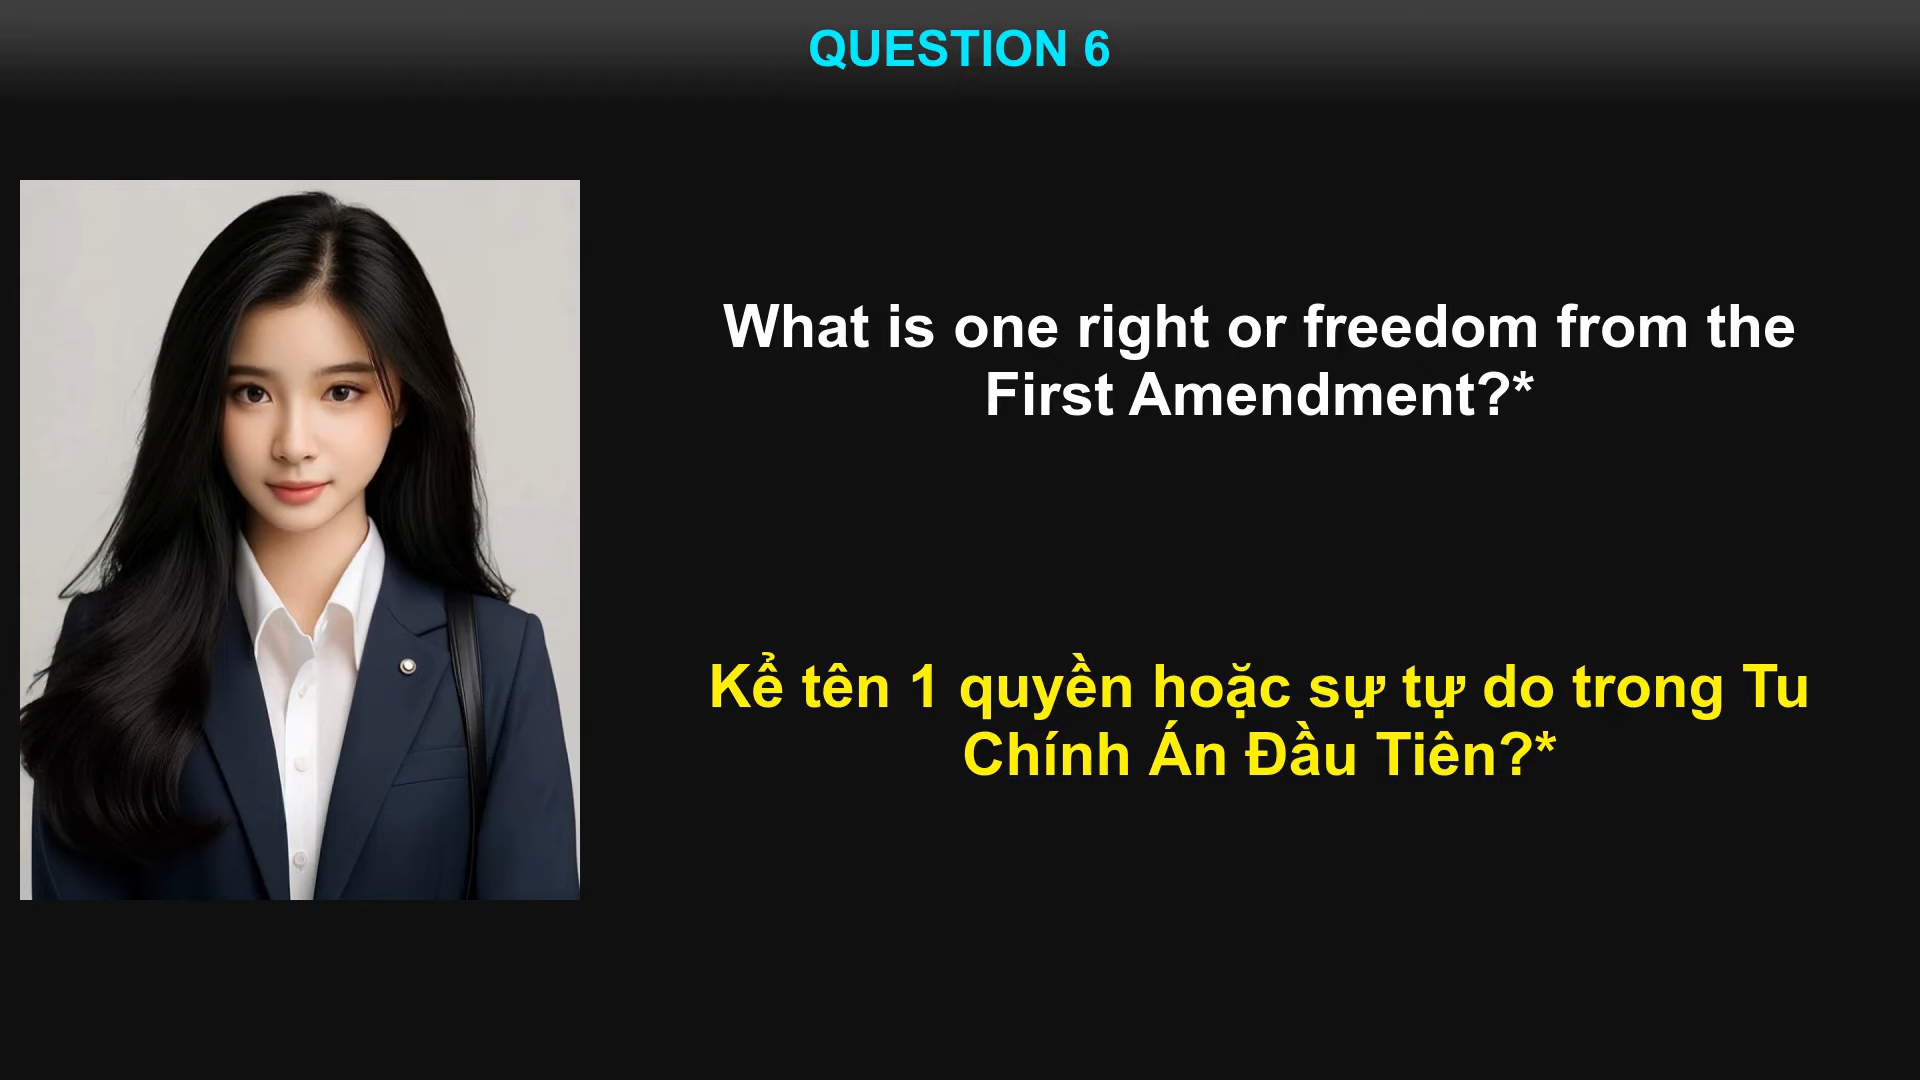 QUESTION 6
What is one right or freedom from the
First Amendment?*
Kể tên 1 quyền hoặc sự tự do trong Tu
Chính Án Đầu Tiên?*